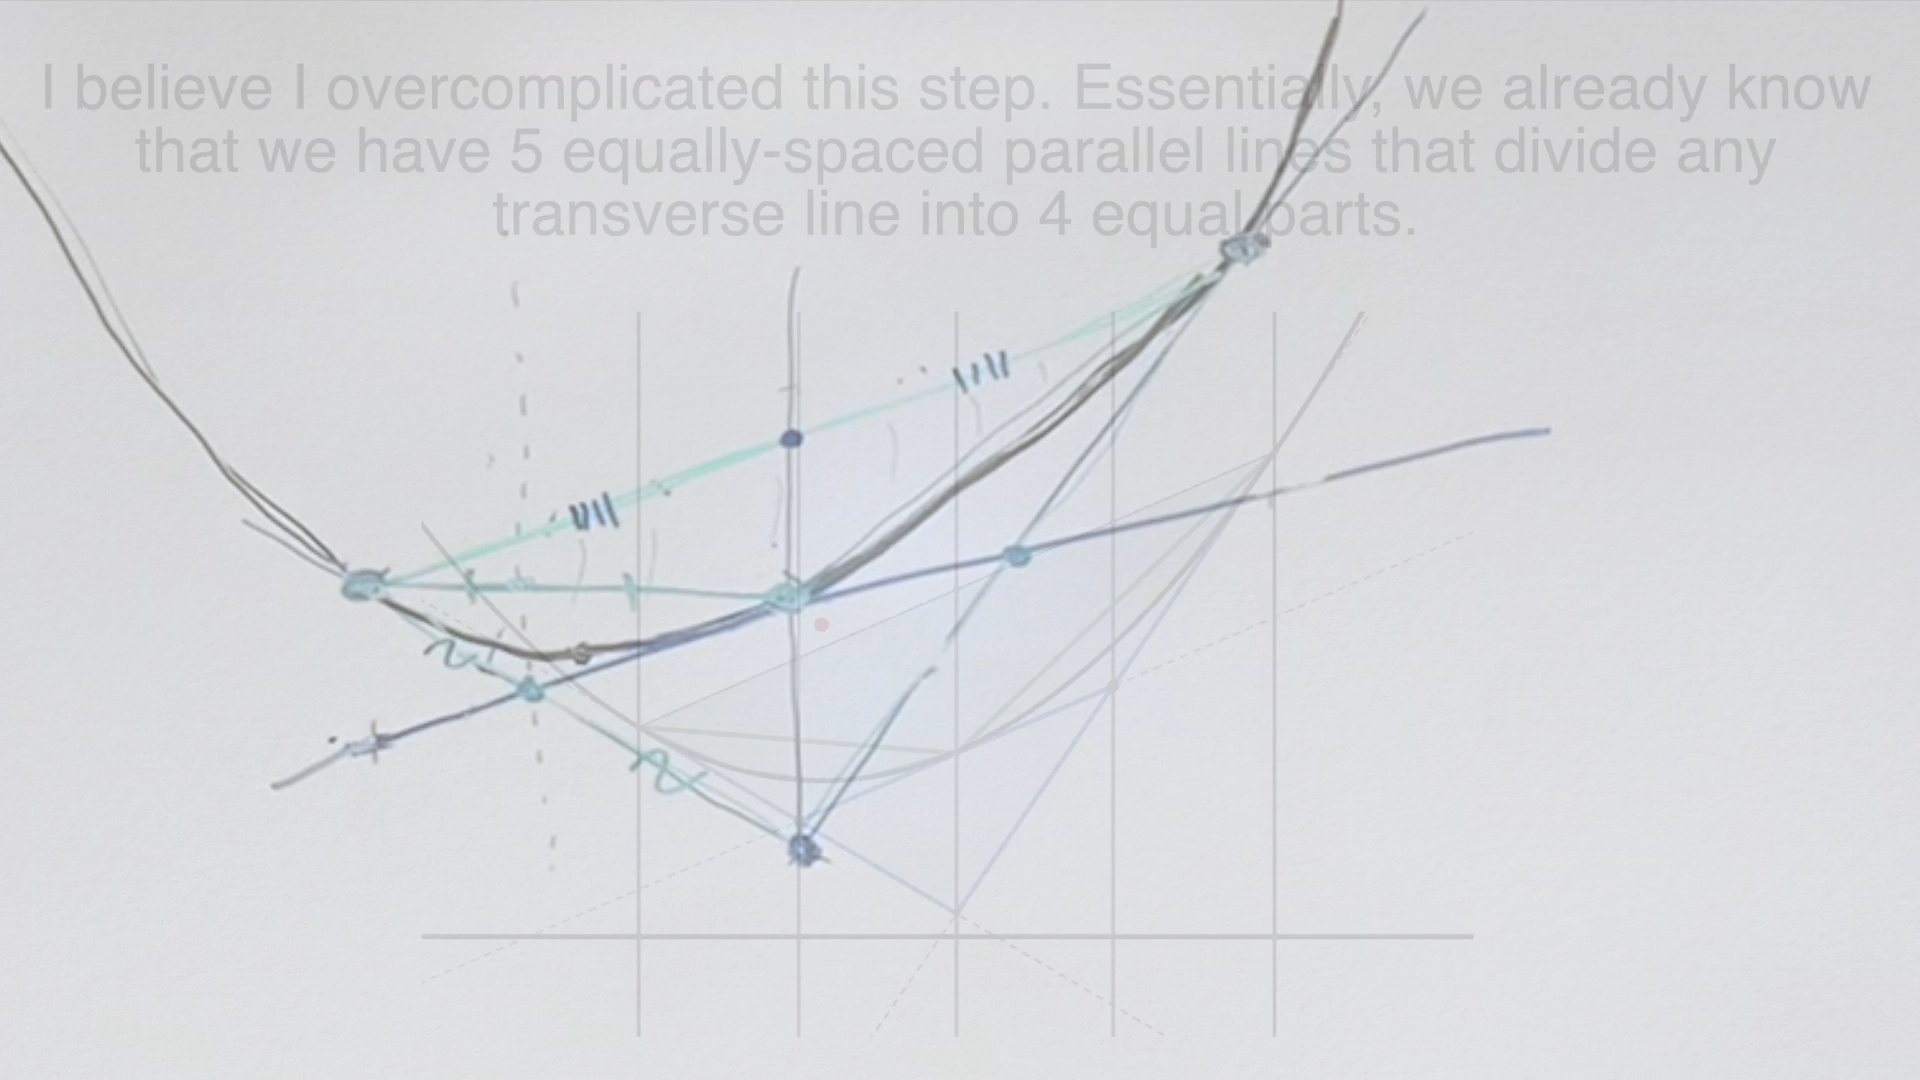 I believe I overcomplicated this step. Essentially, we already know
that we have 5 equally-spaced parallel lines that divide any
transverse line into 4 equal parts.